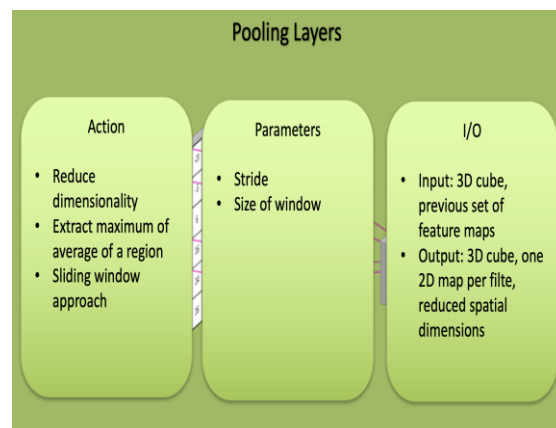 Pooling Layers
Action
• Reduce
dimensionality
• Extract maximum of
average of a region
• Sliding window
approach
Parameters
• Stride
• Size of window
I/O
• Input: 3D cube,
previous set of
feature maps
• Output: 3D cube, one
2D map per filte,
reduced spatial
dimensions